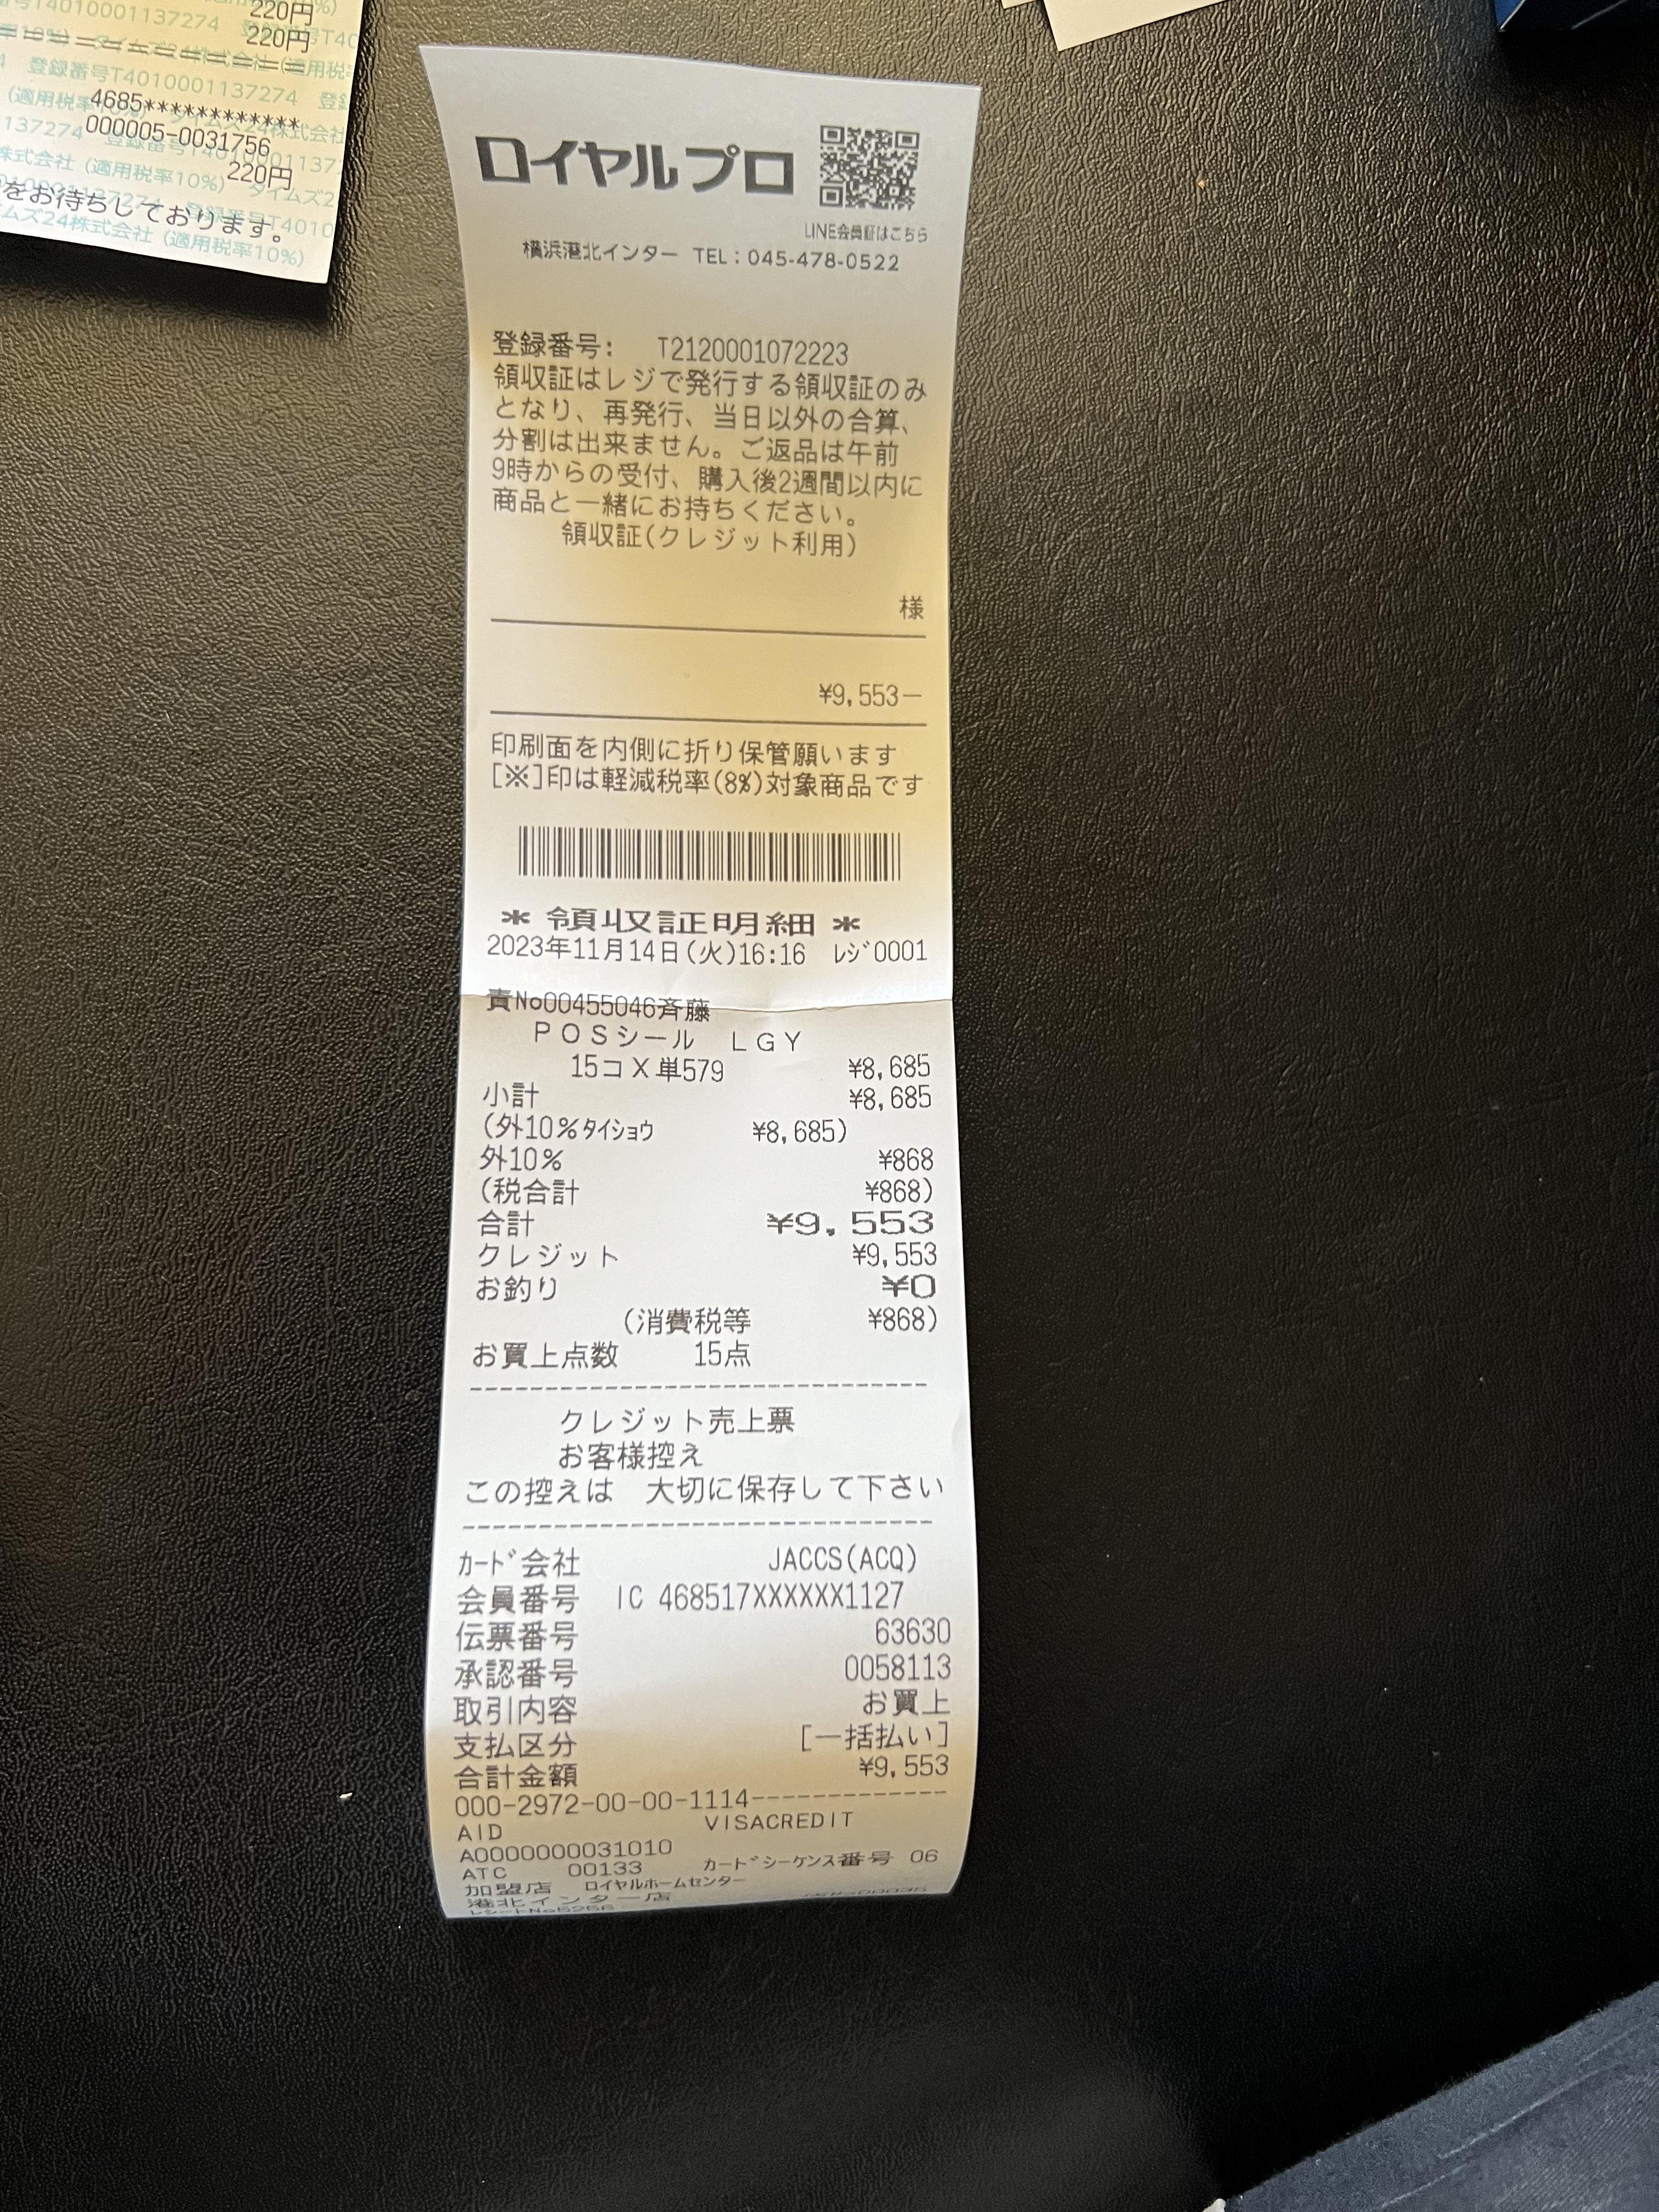 220円
220円
登録番号T4010001137274
4685************
000005-0031756
220円
をお待ちしております。
ムズ24株式会社 (適用税率10%)
ロイヤルプロ
LINE会員証はこちら
横浜港北インター TEL:045-478-0522
登録番号: T2120001072223
領収証はレジで発行する領収証のみ
となり、再発行、当日以外の合算、
分割は出来ません。ご返品は午前
9時からの受付、購入後2週間以内に
商品と一緒にお持ちください。
領収証(クレジット利用)
様
¥9,553−
印刷面を内側に折り保管願います
[※]印は軽減税率(8%)対象商品です
* 領収証明細 *
2023年11月14日(火)16:16 レジ0001
責No00455046斉藤
POSシール LGY
15コX単579 ¥8,685
小計 ¥8,685
(外10%タイショウ ¥8,685)
外10% ¥868
(税合計 ¥868)
合計 ¥9,553
クレジット ¥9,553
お釣り ¥0
(消費税等 ¥868)
お買上点数 15点
------------------------------
クレジット売上票
お客様控え
この控えは 大切に保存して下さい
------------------------------
カード会社 JACCS(ACQ)
会員番号 IC 468517XXXXXX1127
伝票番号 63630
承認番号 0058113
取引内容 お買上
支払区分 [一括払い]
合計金額 ¥9,553
000-2972-00-00-1114-------------
AID VISACREDIT
A0000000031010
ATC 00133 カードシーケンス番号 06
加盟店 ロイヤルホームセンター
港北インター店